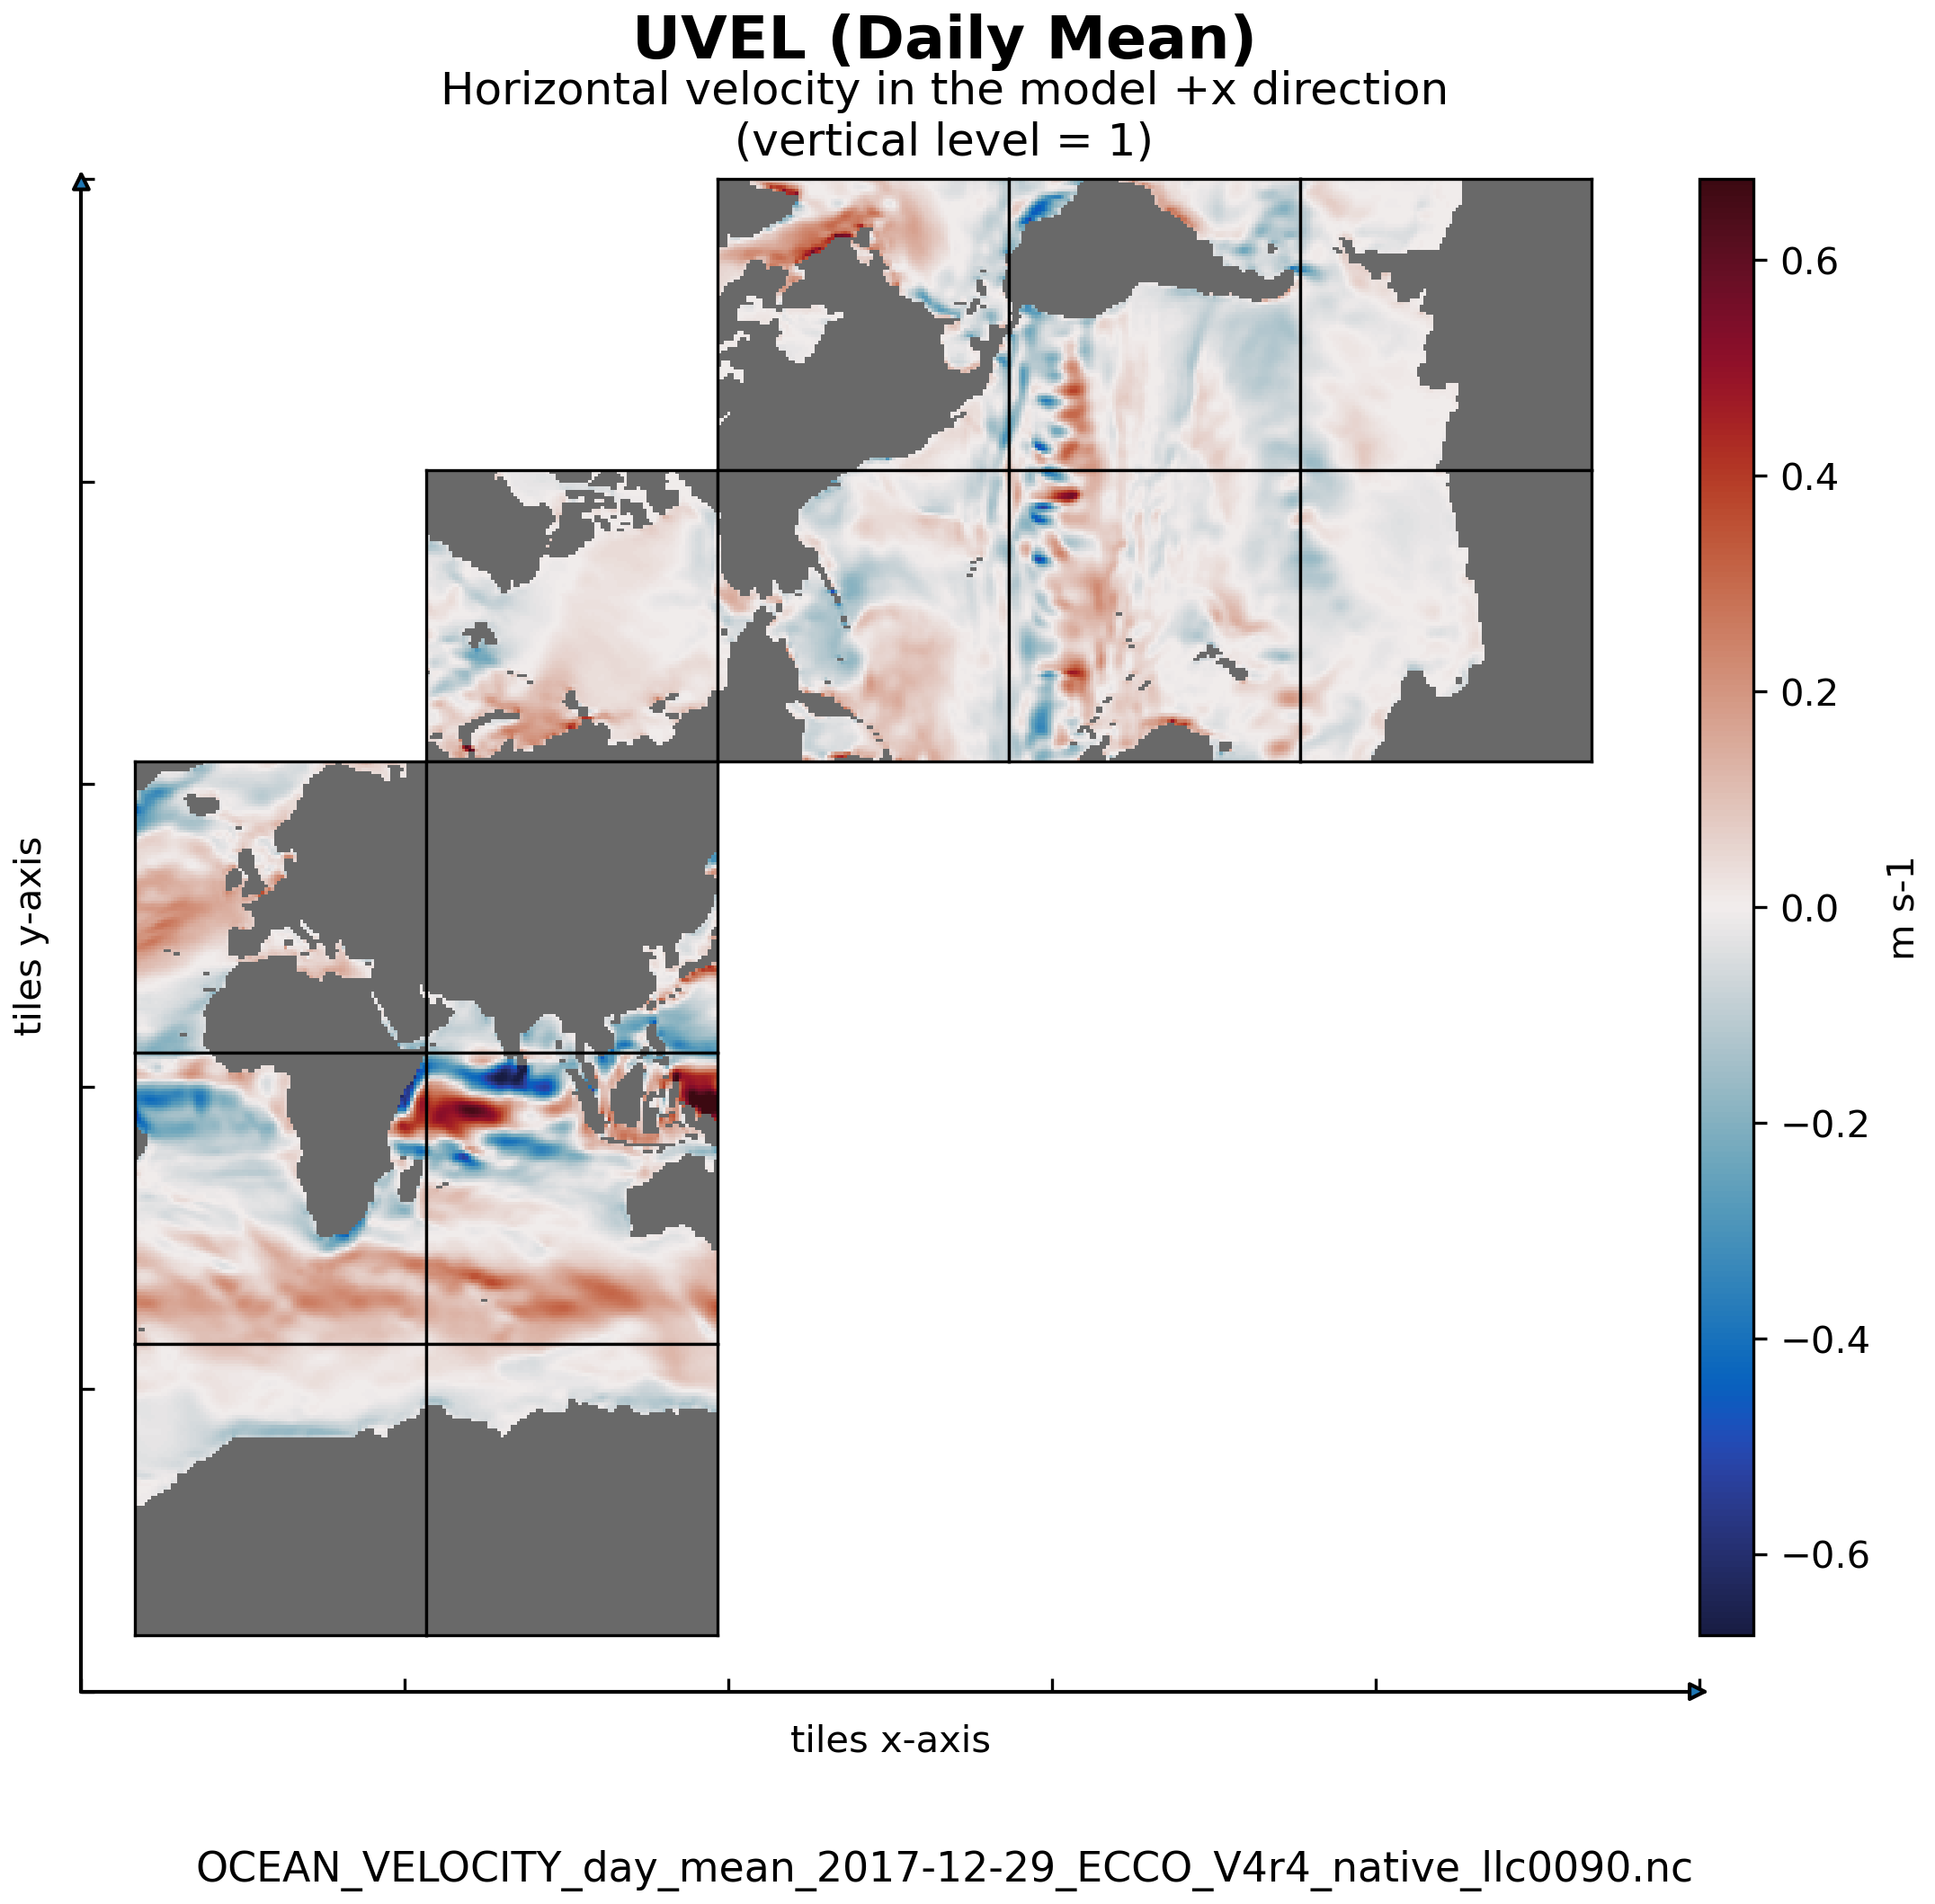 UVEL (Daily Mean)
Horizontal velocity in the model +x direction
(vertical level = 1)
0.6
0.4
0.2
0.0
−0.2
−0.4
−0.6
m s-1
tiles y-axis
tiles x-axis
OCEAN_VELOCITY_day_mean_2017-12-29_ECCO_V4r4_native_llc0090.nc